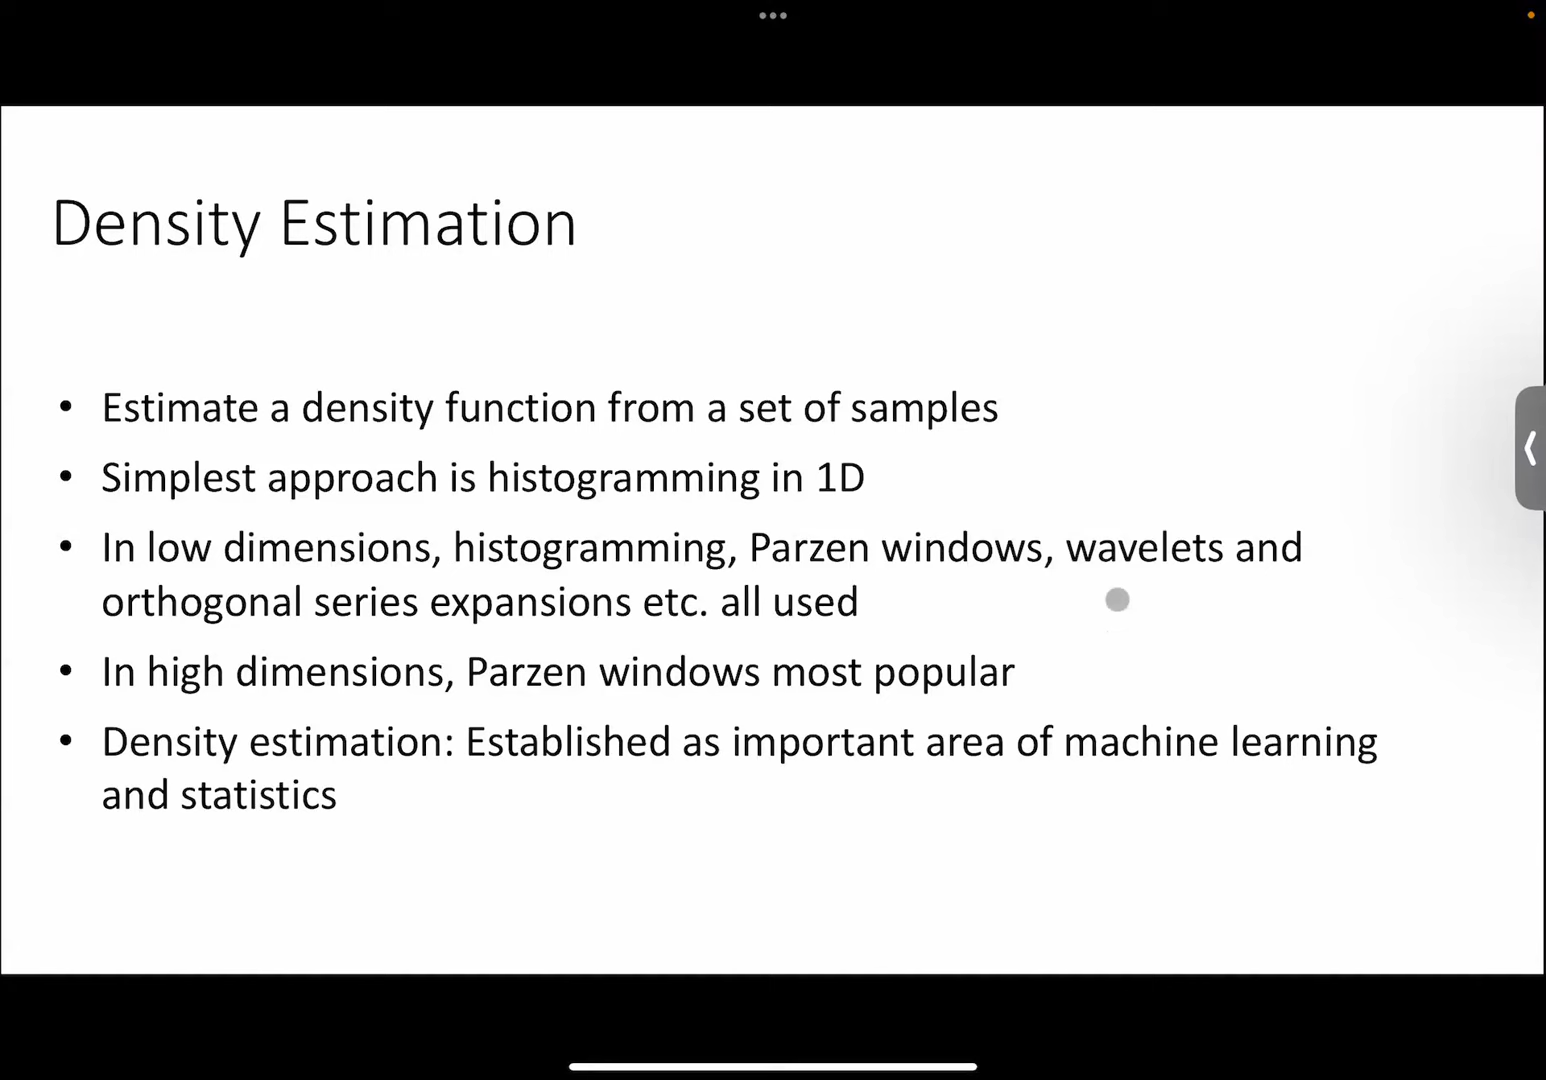 Density Estimation
• Estimate a density function from a set of samples
• Simplest approach is histogramming in 1D
• In low dimensions, histogramming, Parzen windows, wavelets and
orthogonal series expansions etc. all used
• In high dimensions, Parzen windows most popular
• Density estimation: Established as important area of machine learning
and statistics